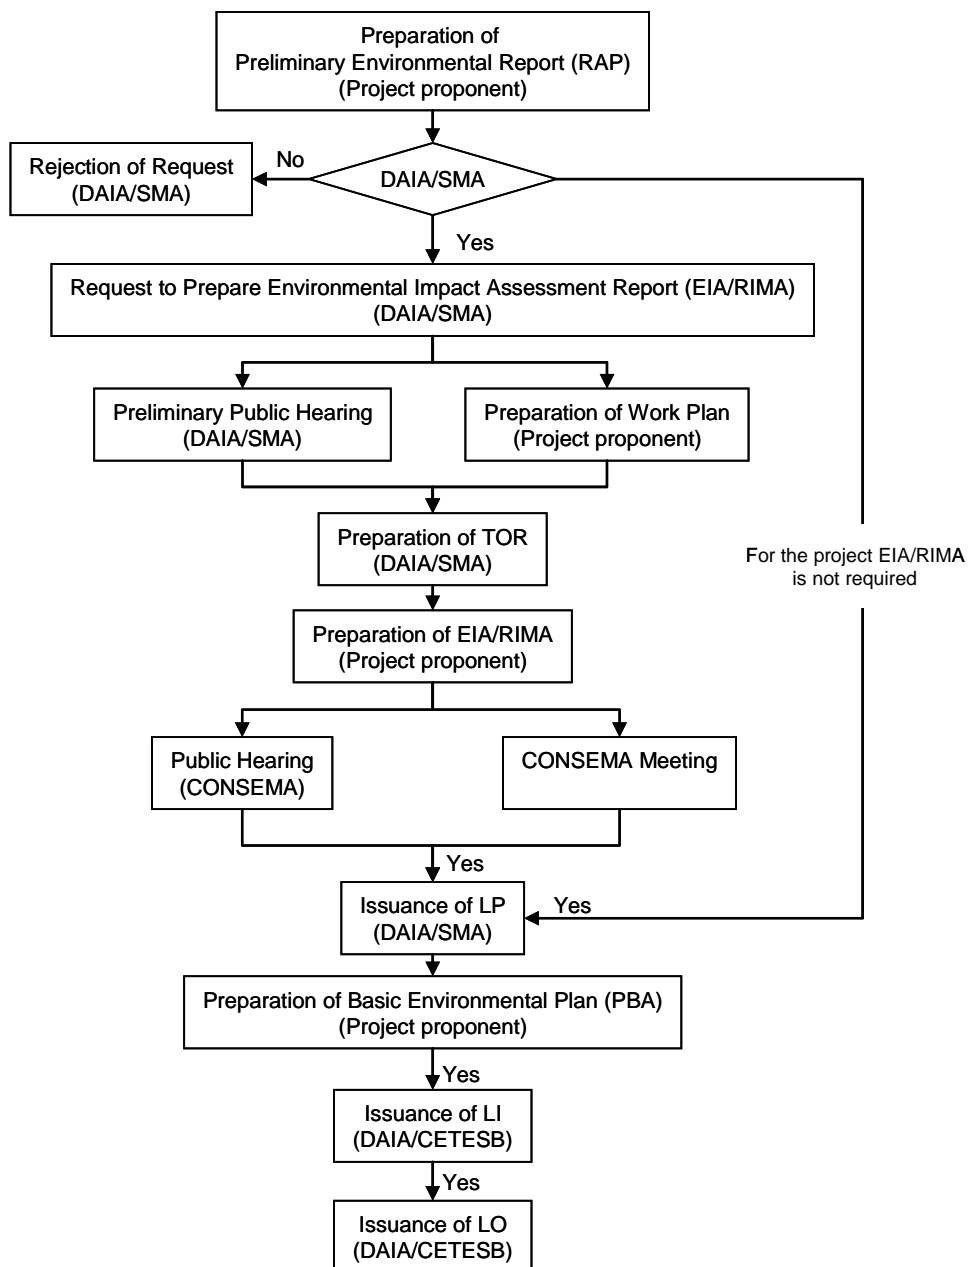 Preparation of
Preliminary Environmental Report (RAP)
(Project proponent)
No
Rejection of Request
(DAIA/SMA)
DAIA/SMA
Yes
Request to Prepare Environmental Impact Assessment Report (EIA/RIMA)
(DAIA/SMA)
Preliminary Public Hearing
(DAIA/SMA)
Preparation of Work Plan
(Project proponent)
Preparation of TOR
(DAIA/SMA)
For the project EIA/RIMA
is not required
Preparation of EIA/RIMA
(Project proponent)
Public Hearing
(CONSEMA)
CONSEMA Meeting
Yes
Issuance of LP
(DAIA/SMA)
Yes
Preparation of Basic Environmental Plan (PBA)
(Project proponent)
Yes
Issuance of LI
(DAIA/CETESB)
Yes
Issuance of LO
(DAIA/CETESB)